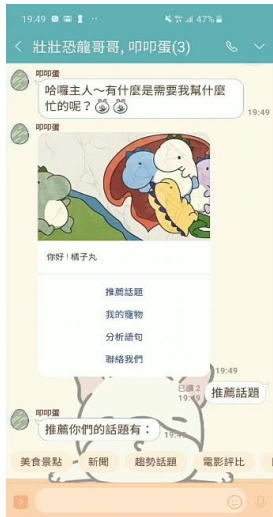 19:49
47%
壯壯恐龍哥哥, 叩叩蛋(3)
叩叩蛋
哈囉主人～有什麼是需要我幫什麼
忙的呢？
19:49
叩叩蛋
你好！橘子丸
推薦話題
我的寵物
分析語句
聯絡我們
19:49
已讀 2
19:49
推薦話題
叩叩蛋
推薦你們的話題有：
19:49
美食景點
新聞
趨勢話題
電影評比